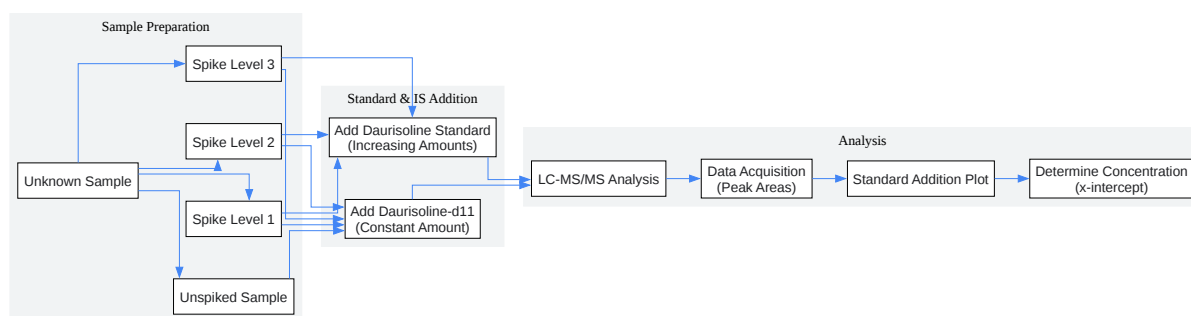 Sample Preparation
Spike Level 3
Spike Level 2
Unknown Sample
Spike Level 1
Unspiked Sample
Standard & IS Addition
Add Daurisoline Standard
(Increasing Amounts)
Add Daurisoline-d11
(Constant Amount)
Analysis
LC-MS/MS Analysis
Data Acquisition
(Peak Areas)
Standard Addition Plot
Determine Concentration
(x-intercept)